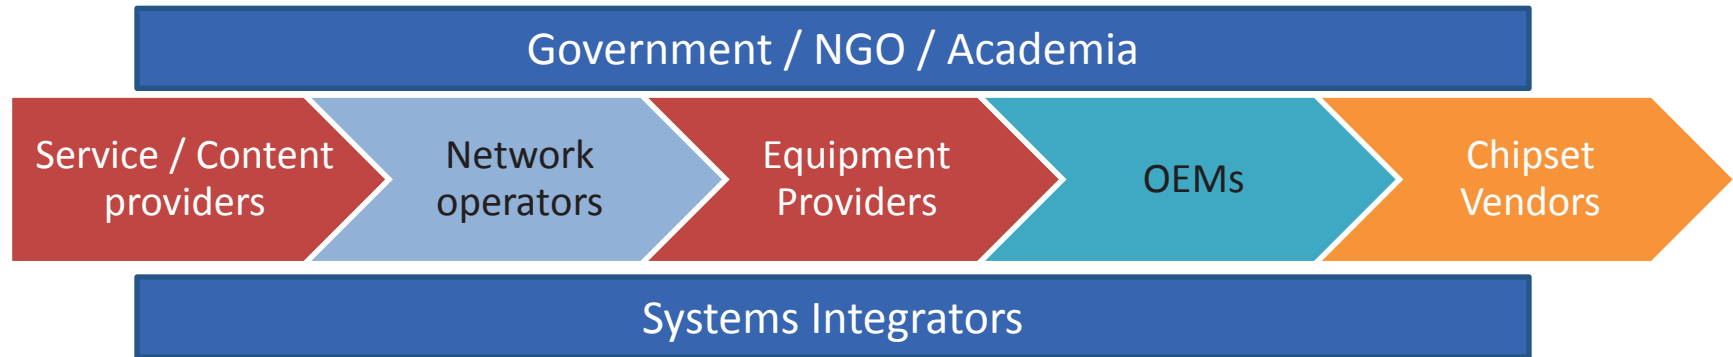 Government / NGO / Academia
Service / Content
providers
Network
operators
Equipment
Providers
OEMs
Chipset
Vendors
Systems Integrators